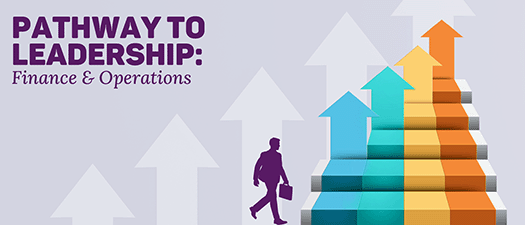 PATHWAY TO
LEADERSHIP:
Finance & Operations